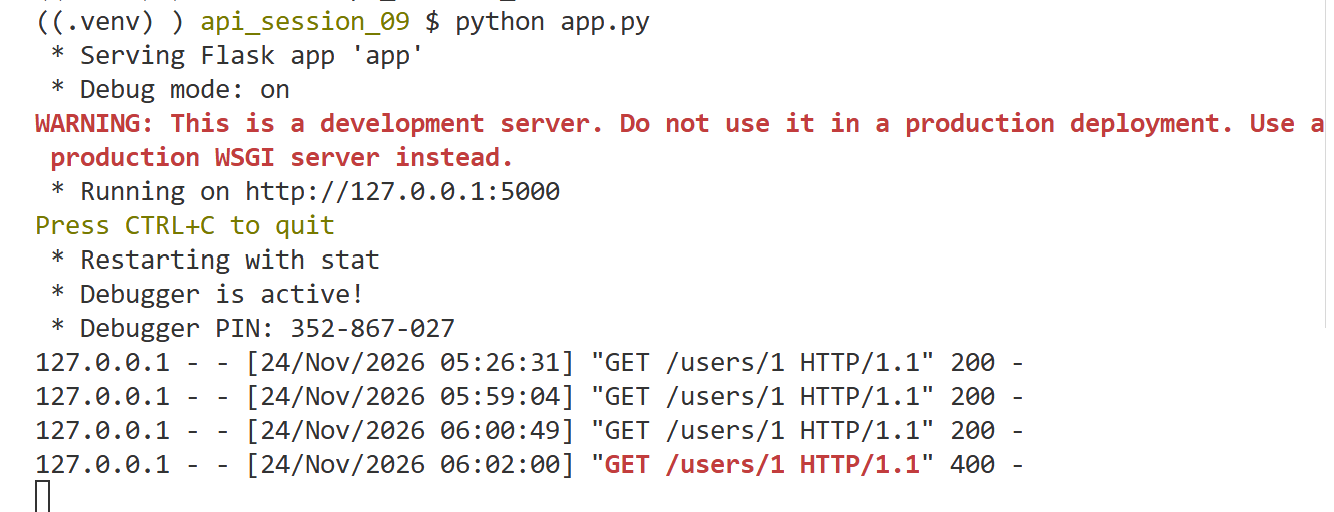 ((.venv) ) api_session_09 $ python app.py
 * Serving Flask app 'app'
 * Debug mode: on
WARNING: This is a development server. Do not use it in a production deployment. Use a
 production WSGI server instead.
 * Running on http://127.0.0.1:5000
Press CTRL+C to quit
 * Restarting with stat
 * Debugger is active!
 * Debugger PIN: 352-867-027
127.0.0.1 - - [24/Nov/2026 05:26:31] "GET /users/1 HTTP/1.1" 200 -
127.0.0.1 - - [24/Nov/2026 05:59:04] "GET /users/1 HTTP/1.1" 200 -
127.0.0.1 - - [24/Nov/2026 06:00:49] "GET /users/1 HTTP/1.1" 200 -
127.0.0.1 - - [24/Nov/2026 06:02:00] "GET /users/1 HTTP/1.1" 400 -